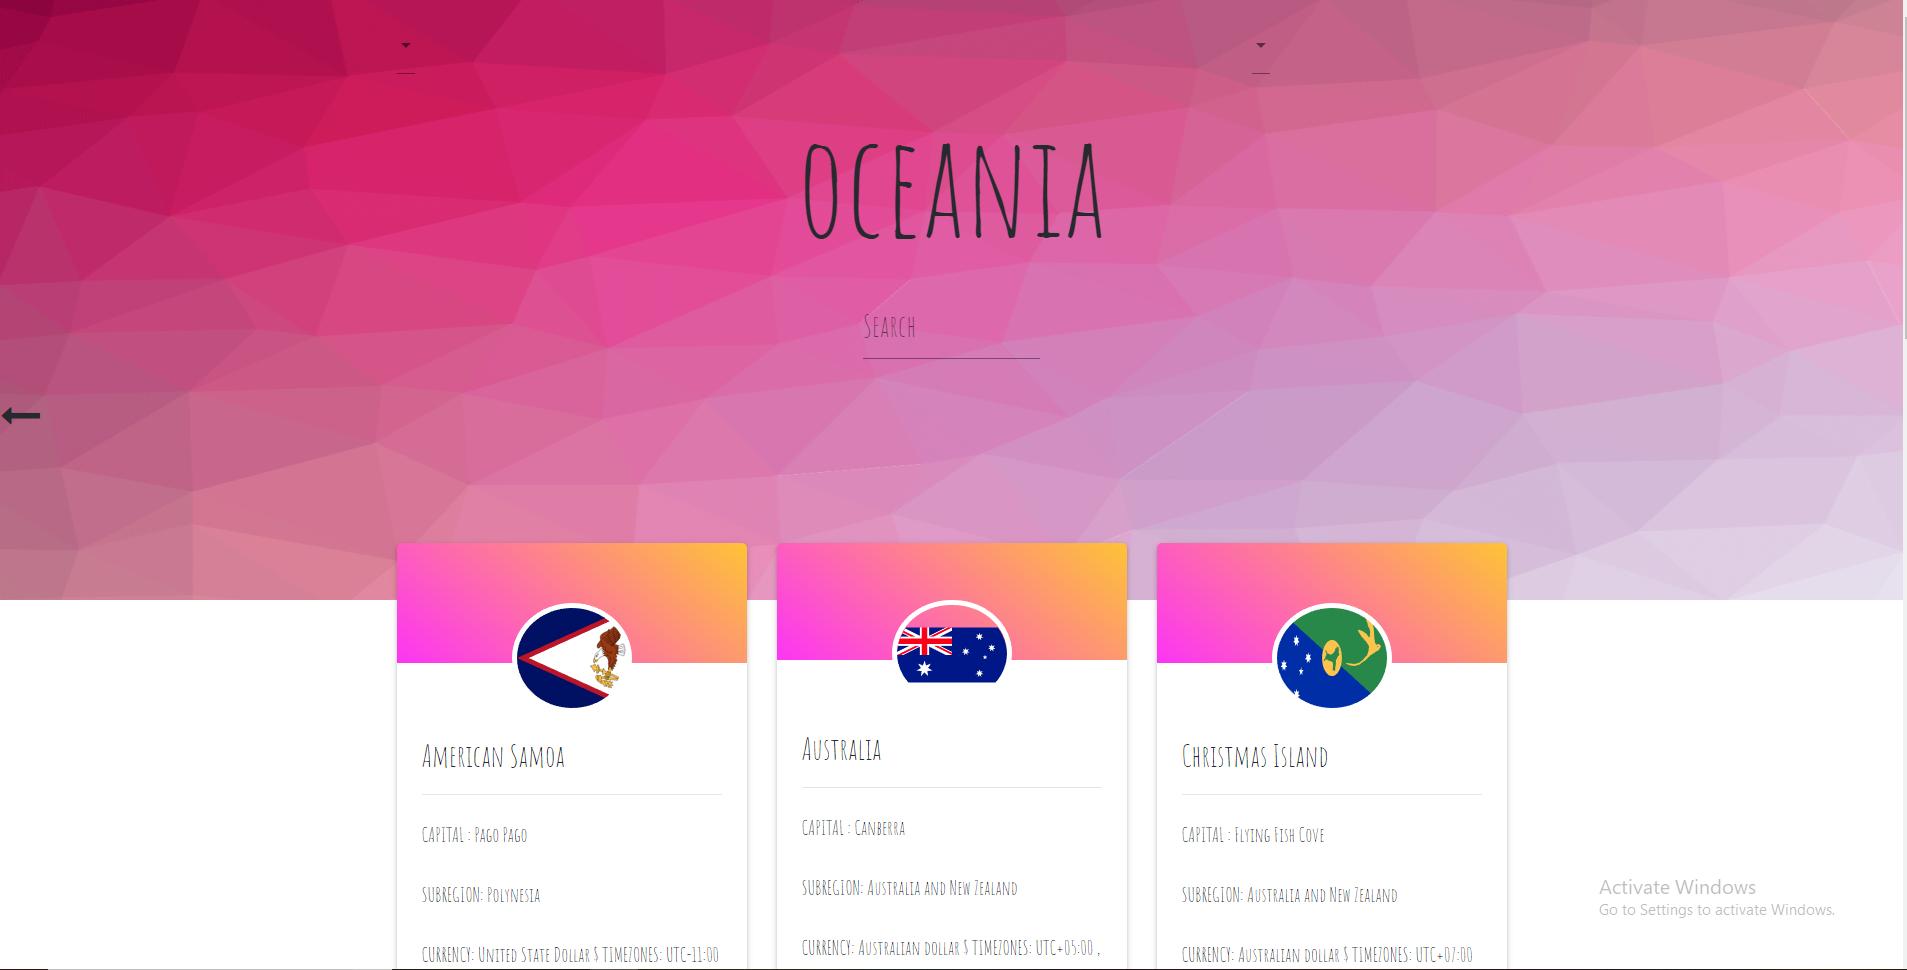 OCEANIA
Search
American Samoa
CAPITAL : Pago Pago
SUBREGION: Polynesia
CURRENCY: United State Dollar $ TIMEZONES: UTC-11:00
Australia
CAPITAL : Canberra
SUBREGION: Australia and New Zealand
CURRENCY: Australian dollar $ TIMEZONES: UTC+05:00 ,
Christmas Island
CAPITAL : Flying Fish Cove
SUBREGION: Australia and New Zealand
CURRENCY: Australian dollar $ TIMEZONES: UTC+07:00
Activate Windows
Go to Settings to activate Windows.